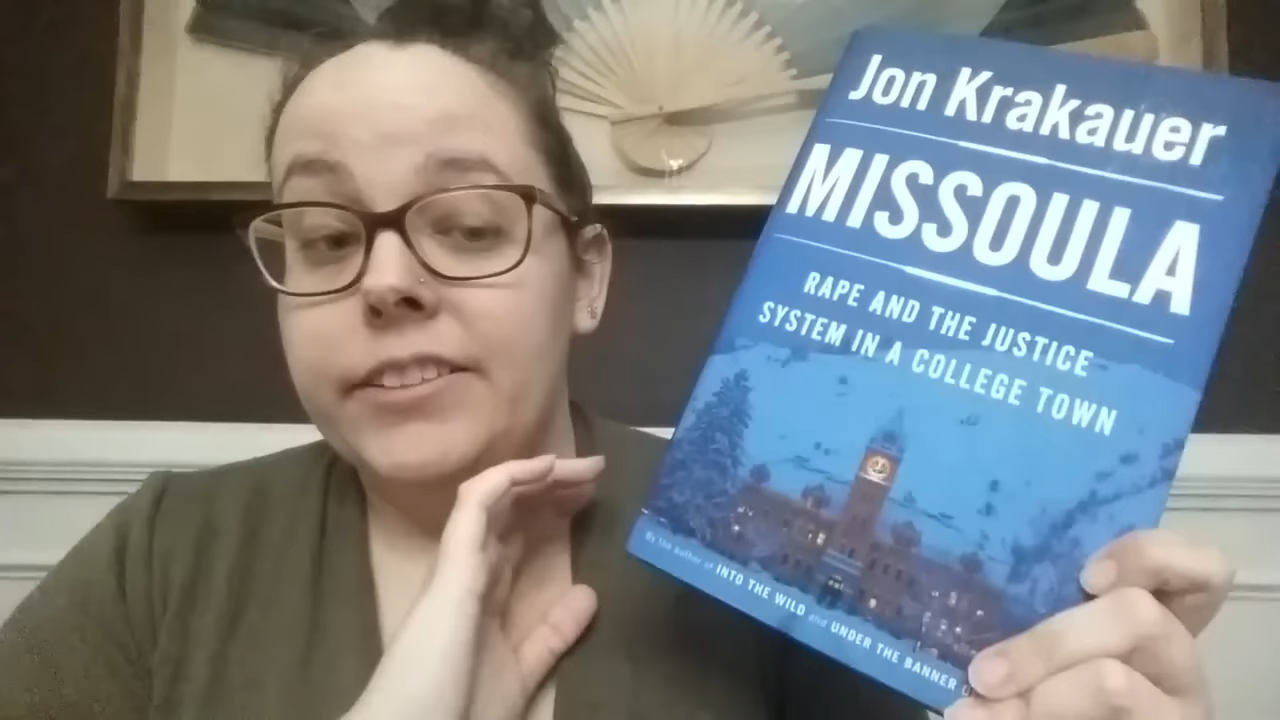 Jon Krakauer
MISSOULA
RAPE AND THE JUSTICE
SYSTEM IN A COLLEGE TOWN
By the author of INTO THE WILD and UNDER THE BANNER